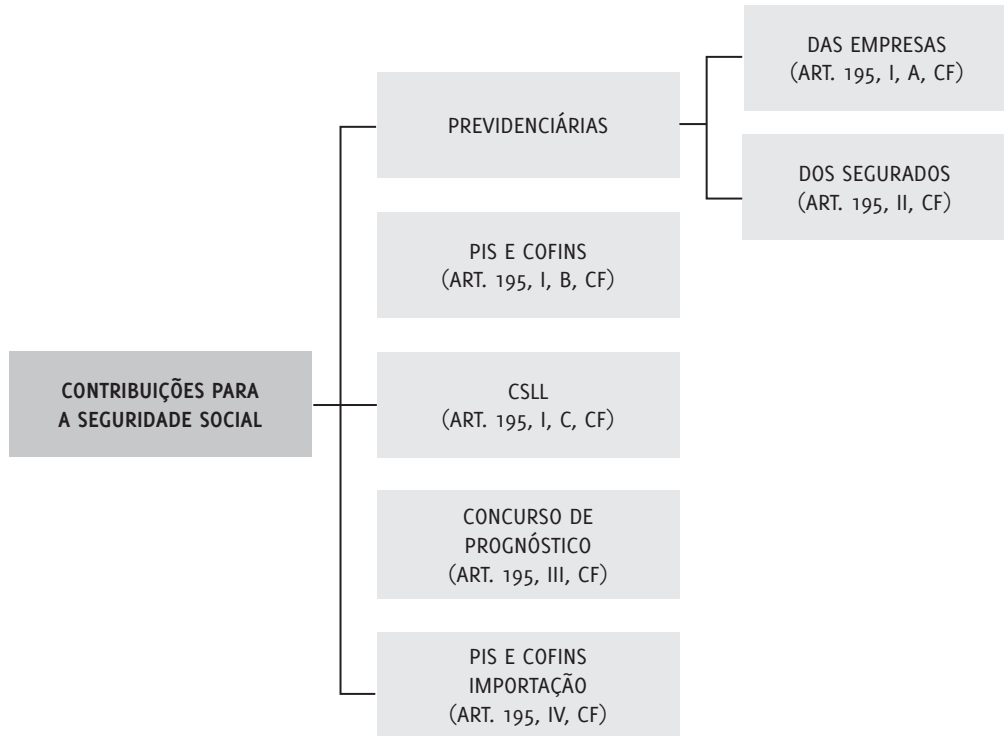 CONTRIBUIÇÕES PARA
A SEGURIDADE SOCIAL
PREVIDENCIÁRIAS
DAS EMPRESAS
(ART. 195, I, A, CF)
DOS SEGURADOS
(ART. 195, II, CF)
PIS E COFINS
(ART. 195, I, B, CF)
CSLL
(ART. 195, I, C, CF)
CONCURSO DE
PROGNÓSTICO
(ART. 195, III, CF)
PIS E COFINS
IMPORTAÇÃO
(ART. 195, IV, CF)